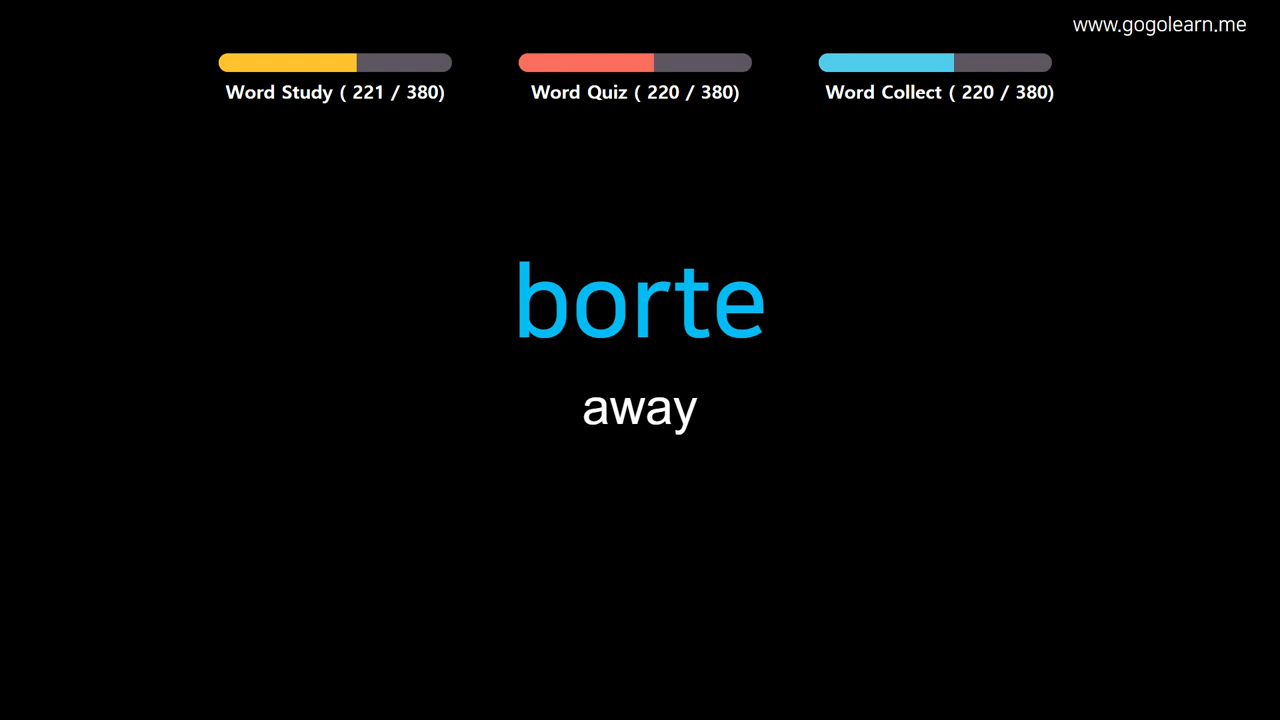 www.gogolearn.me
Word Study ( 221 / 380)
Word Quiz ( 220 / 380)
Word Collect ( 220 / 380)
borte
away